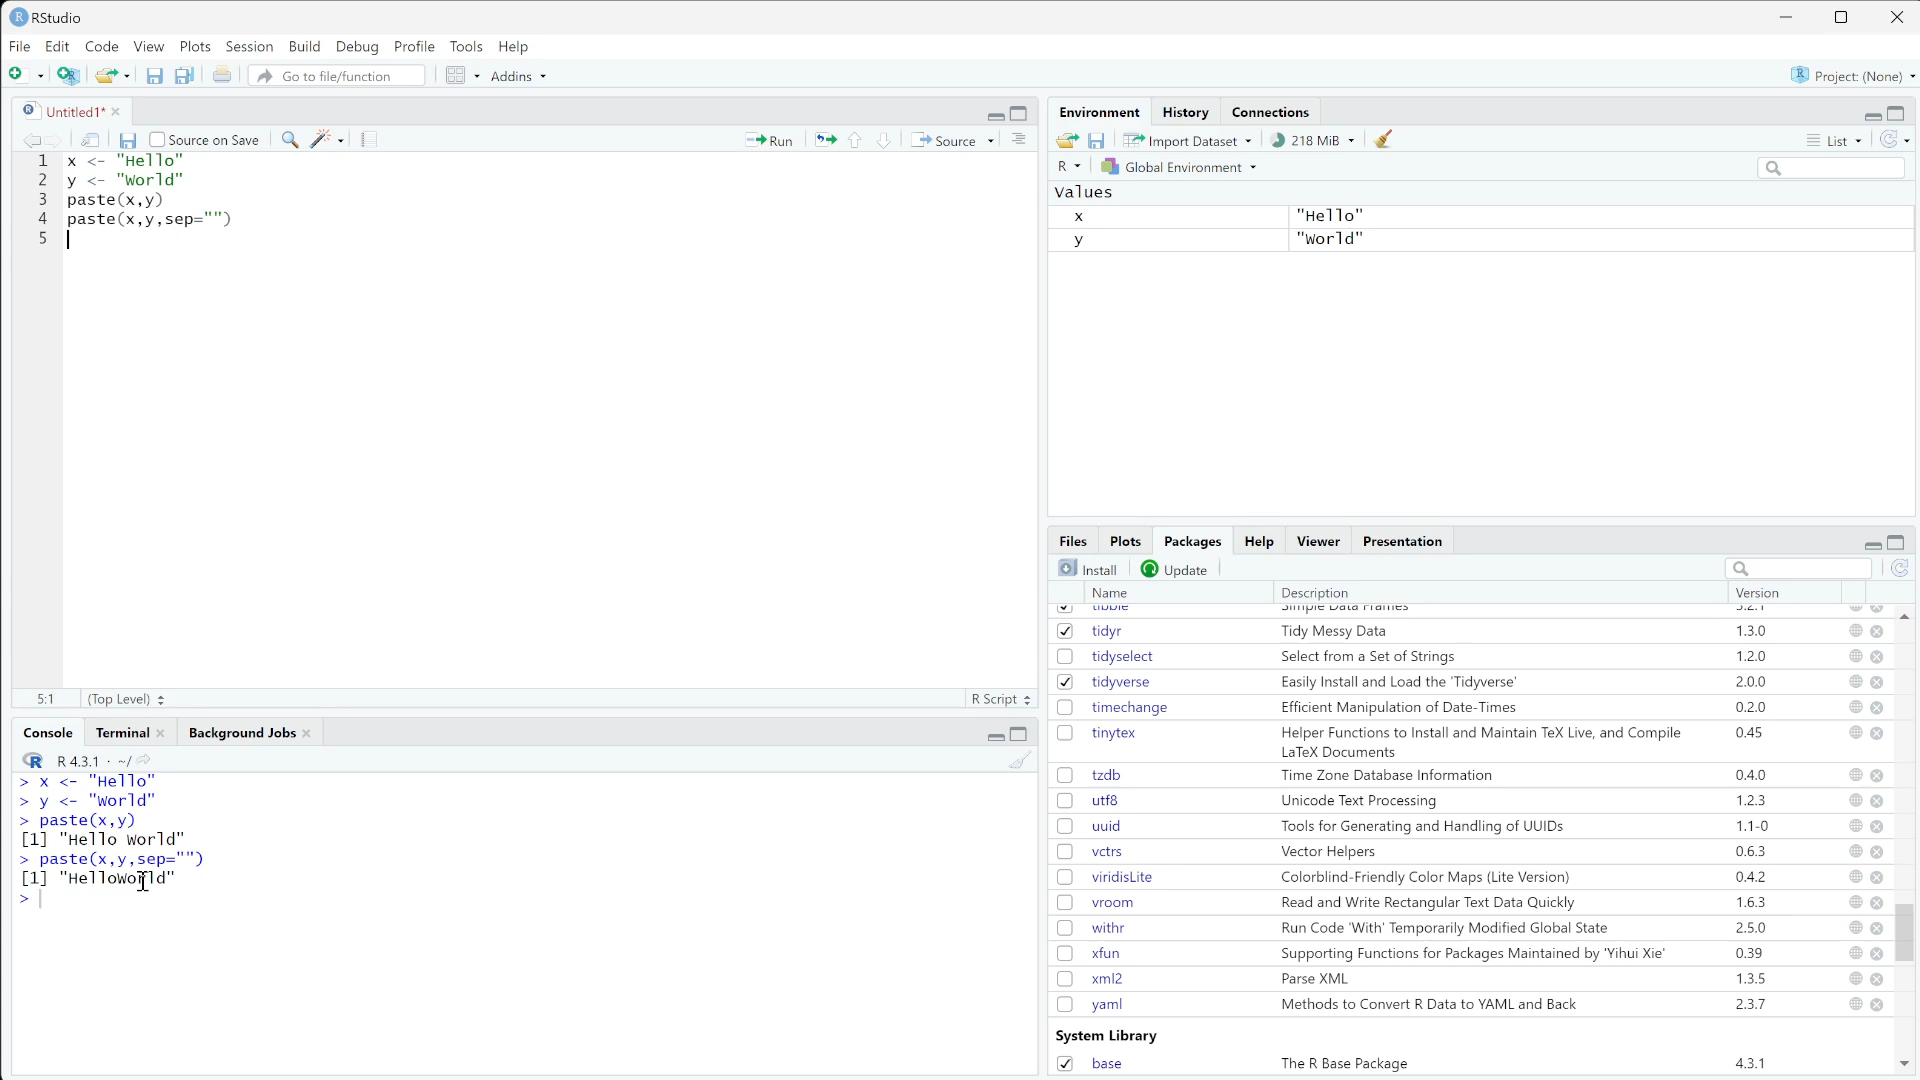 RStudio
File Edit Code View Plots Session Build Debug Profile Tools Help
Go to file/function Addins Project: (None)
Untitled1*
Source on Save Run Source
1 x <- "Hello"
2 y <- "World"
3 paste(x,y)
4 paste(x,y,sep="")
5
5:1 (Top Level) R Script
Console Terminal Background Jobs
R 4.3.1 · ~/
> x <- "Hello"
> y <- "World"
> paste(x,y)
[1] "Hello World"
> paste(x,y,sep="")
[1] "HelloWorld"
>
Environment History Connections
Import Dataset 218 MiB List
R Global Environment
Values
x "Hello"
y "World"
Files Plots Packages Help Viewer Presentation
Install Update
Name Description Version
tibble Simple Data Frames 3.2.1
tidyr Tidy Messy Data 1.3.0
tidyselect Select from a Set of Strings 1.2.0
tidyverse Easily Install and Load the 'Tidyverse' 2.0.0
timechange Efficient Manipulation of Date-Times 0.2.0
tinytex Helper Functions to Install and Maintain TeX Live, and Compile 0.45
LaTeX Documents
tzdb Time Zone Database Information 0.4.0
utf8 Unicode Text Processing 1.2.3
uuid Tools for Generating and Handling of UUIDs 1.1-0
vctrs Vector Helpers 0.6.3
viridisLite Colorblind-Friendly Color Maps (Lite Version) 0.4.2
vroom Read and Write Rectangular Text Data Quickly 1.6.3
withr Run Code 'With' Temporarily Modified Global State 2.5.0
xfun Supporting Functions for Packages Maintained by 'Yihui Xie' 0.39
xml2 Parse XML 1.3.5
yaml Methods to Convert R Data to YAML and Back 2.3.7
System Library
base The R Base Package 4.3.1